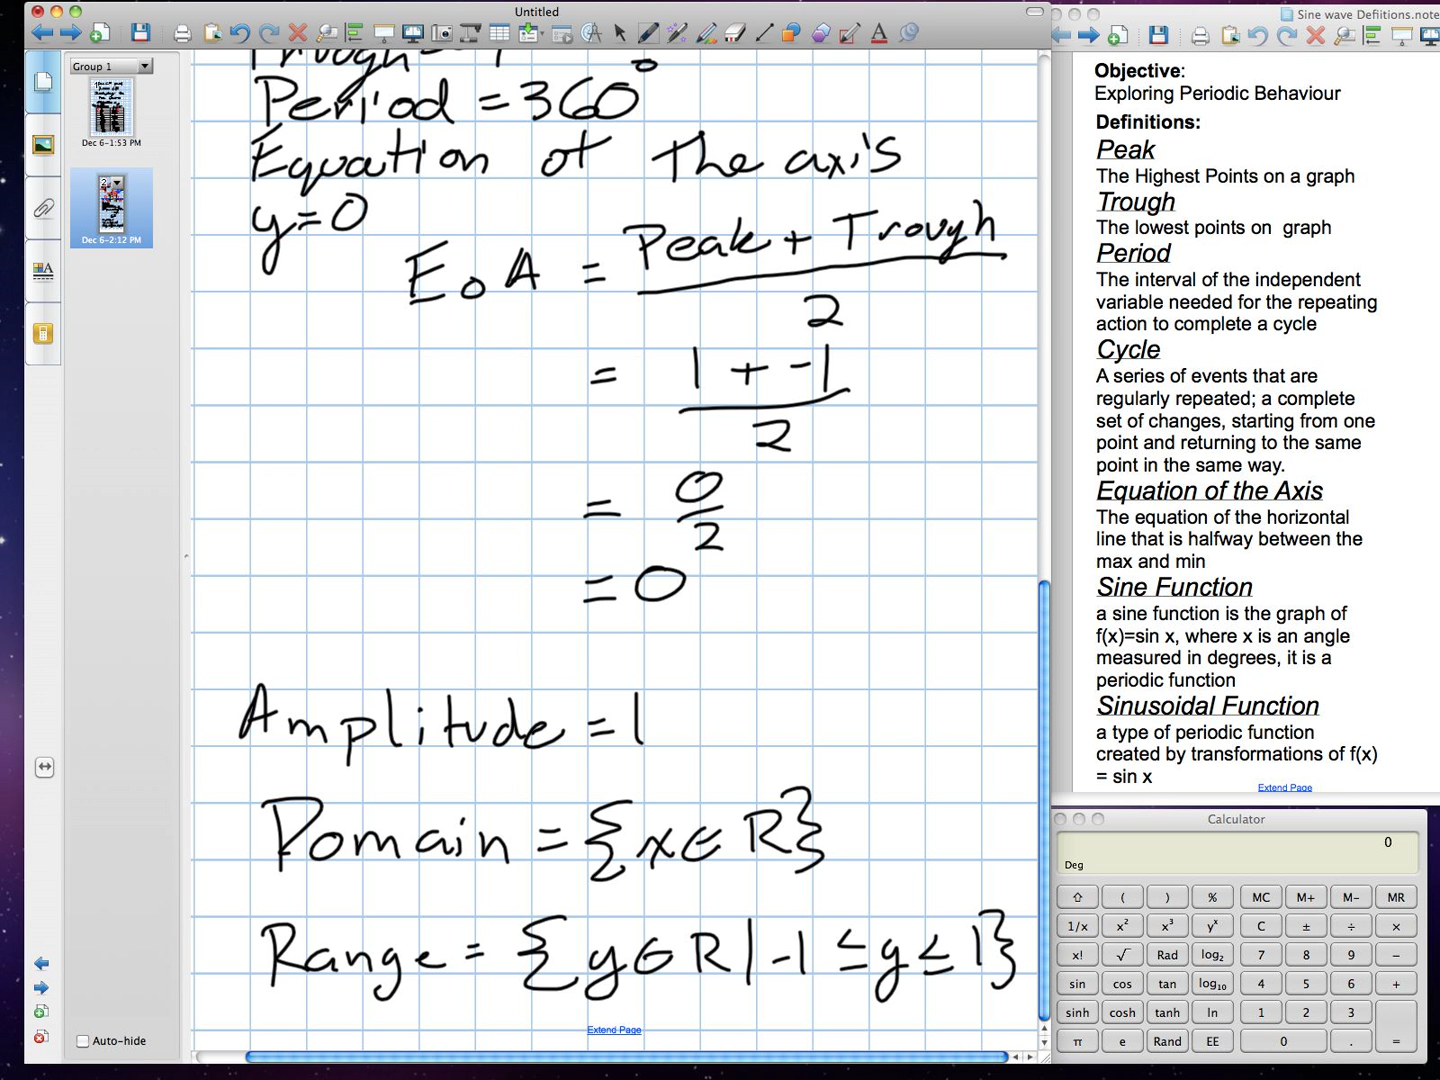 Untitled
Group 1
Dec 6-1:53 PM
2
Dec 6-2:12 PM
Auto-hide
Period = 360°
Equation of the axis
y=0
EoA = Peak + Trough
2
= 1 + -1
2
= 0
2
= 0
Amplitude = 1
Domain = {x ∈ R}
Range = {y ∈ R | -1 ≤ y ≤ 1}
Extend Page
Sine wave Defiitions.note
Objective:
Exploring Periodic Behaviour
Definitions:
Peak
The Highest Points on a graph
Trough
The lowest points on graph
Period
The interval of the independent
variable needed for the repeating
action to complete a cycle
Cycle
A series of events that are
regularly repeated; a complete
set of changes, starting from one
point and returning to the same
point in the same way.
Equation of the Axis
The equation of the horizontal
line that is halfway between the
max and min
Sine Function
a sine function is the graph of
f(x)=sin x, where x is an angle
measured in degrees, it is a
periodic function
Sinusoidal Function
a type of periodic function
created by transformations of f(x)
= sin x
Extend Page
Calculator
0
Deg
⇧ ( ) % MC M+ M- MR
1/x x² x³ yˣ C ± ÷ ×
x! √ Rad log₂ 7 8 9 −
sin cos tan log₁₀ 4 5 6 +
sinh cosh tanh ln 1 2 3
π e Rand EE 0 . =